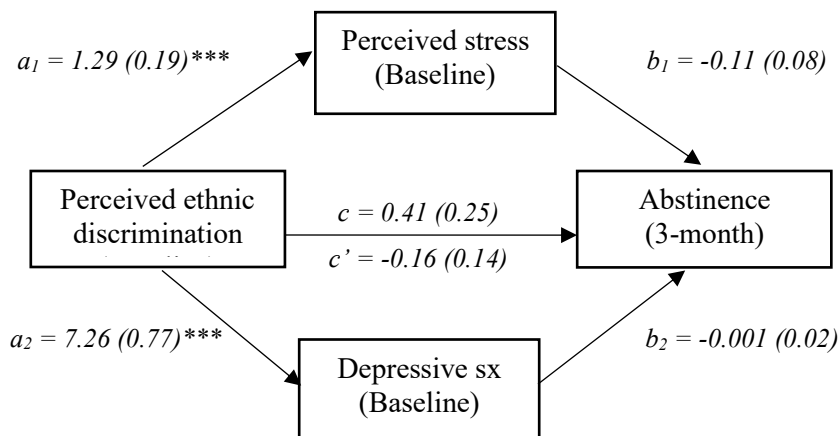 Perceived stress
(Baseline)
a₁ = 1.29 (0.19)***
b₁ = -0.11 (0.08)
Perceived ethnic
discrimination
c = 0.41 (0.25)
c’ = -0.16 (0.14)
Abstinence
(3-month)
a₂ = 7.26 (0.77)***
b₂ = -0.001 (0.02)
Depressive sx
(Baseline)